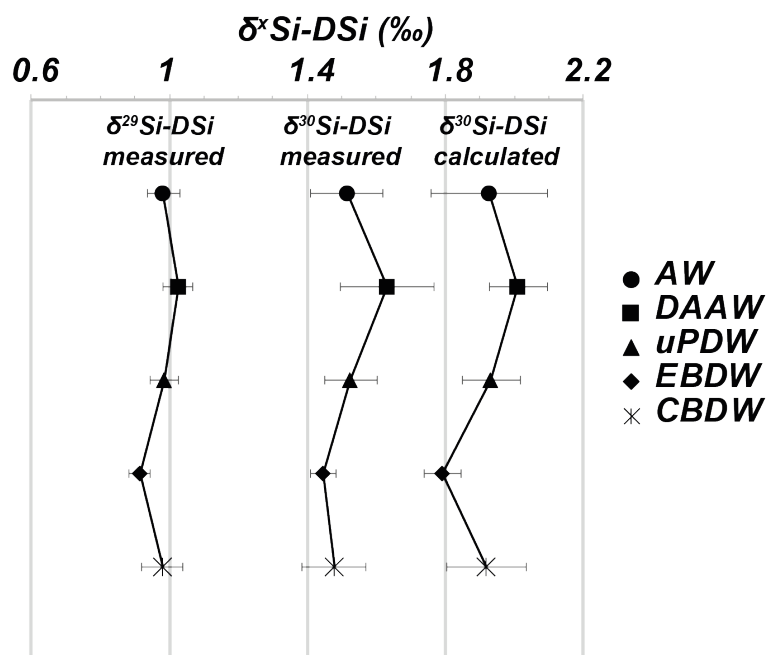 δˣSi-DSi (‰)
0.6 1 1.4 1.8 2.2
δ²⁹Si-DSi δ³⁰Si-DSi δ³⁰Si-DSi
measured measured calculated
AW
DAAW
uPDW
EBDW
CBDW